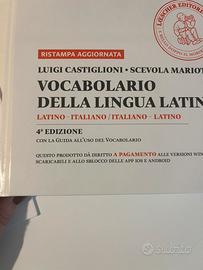 LOESCHER EDITORE
RISTAMPA AGGIORNATA
LUIGI CASTIGLIONI · SCEVOLA MARIOT
VOCABOLARIO
DELLA LINGUA LATIN
LATINO - ITALIANO / ITALIANO - LATINO
4ª EDIZIONE
CON LA GUIDA ALL'USO DEL VOCABOLARIO
QUESTO PRODOTTO DÀ DIRITTO A PAGAMENTO ALLE VERSIONI WIN
SCARICABILI E ALLO SBLOCCO DELLE APP IOS E ANDROID
subito